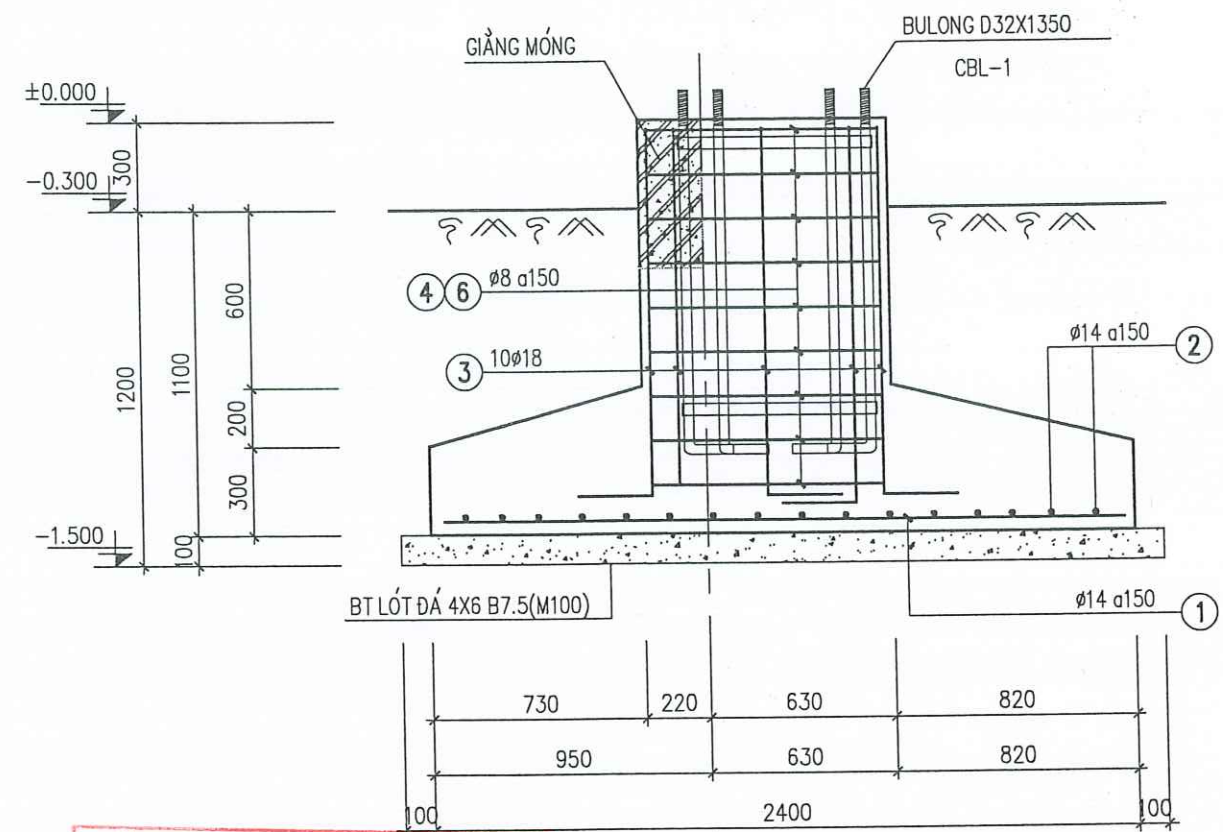 GIẰNG MÓNG
BULONG D32X1350
CBL-1
±0.000
300
-0.300
600
1200
1100
200
300
100
-1.500
4 6 ø8 a150
3 10ø18
ø14 a150 2
BT LÓT ĐÁ 4X6 B7.5(M100)
ø14 a150 1
730 220 630 820
950 630 820
100 2400 100